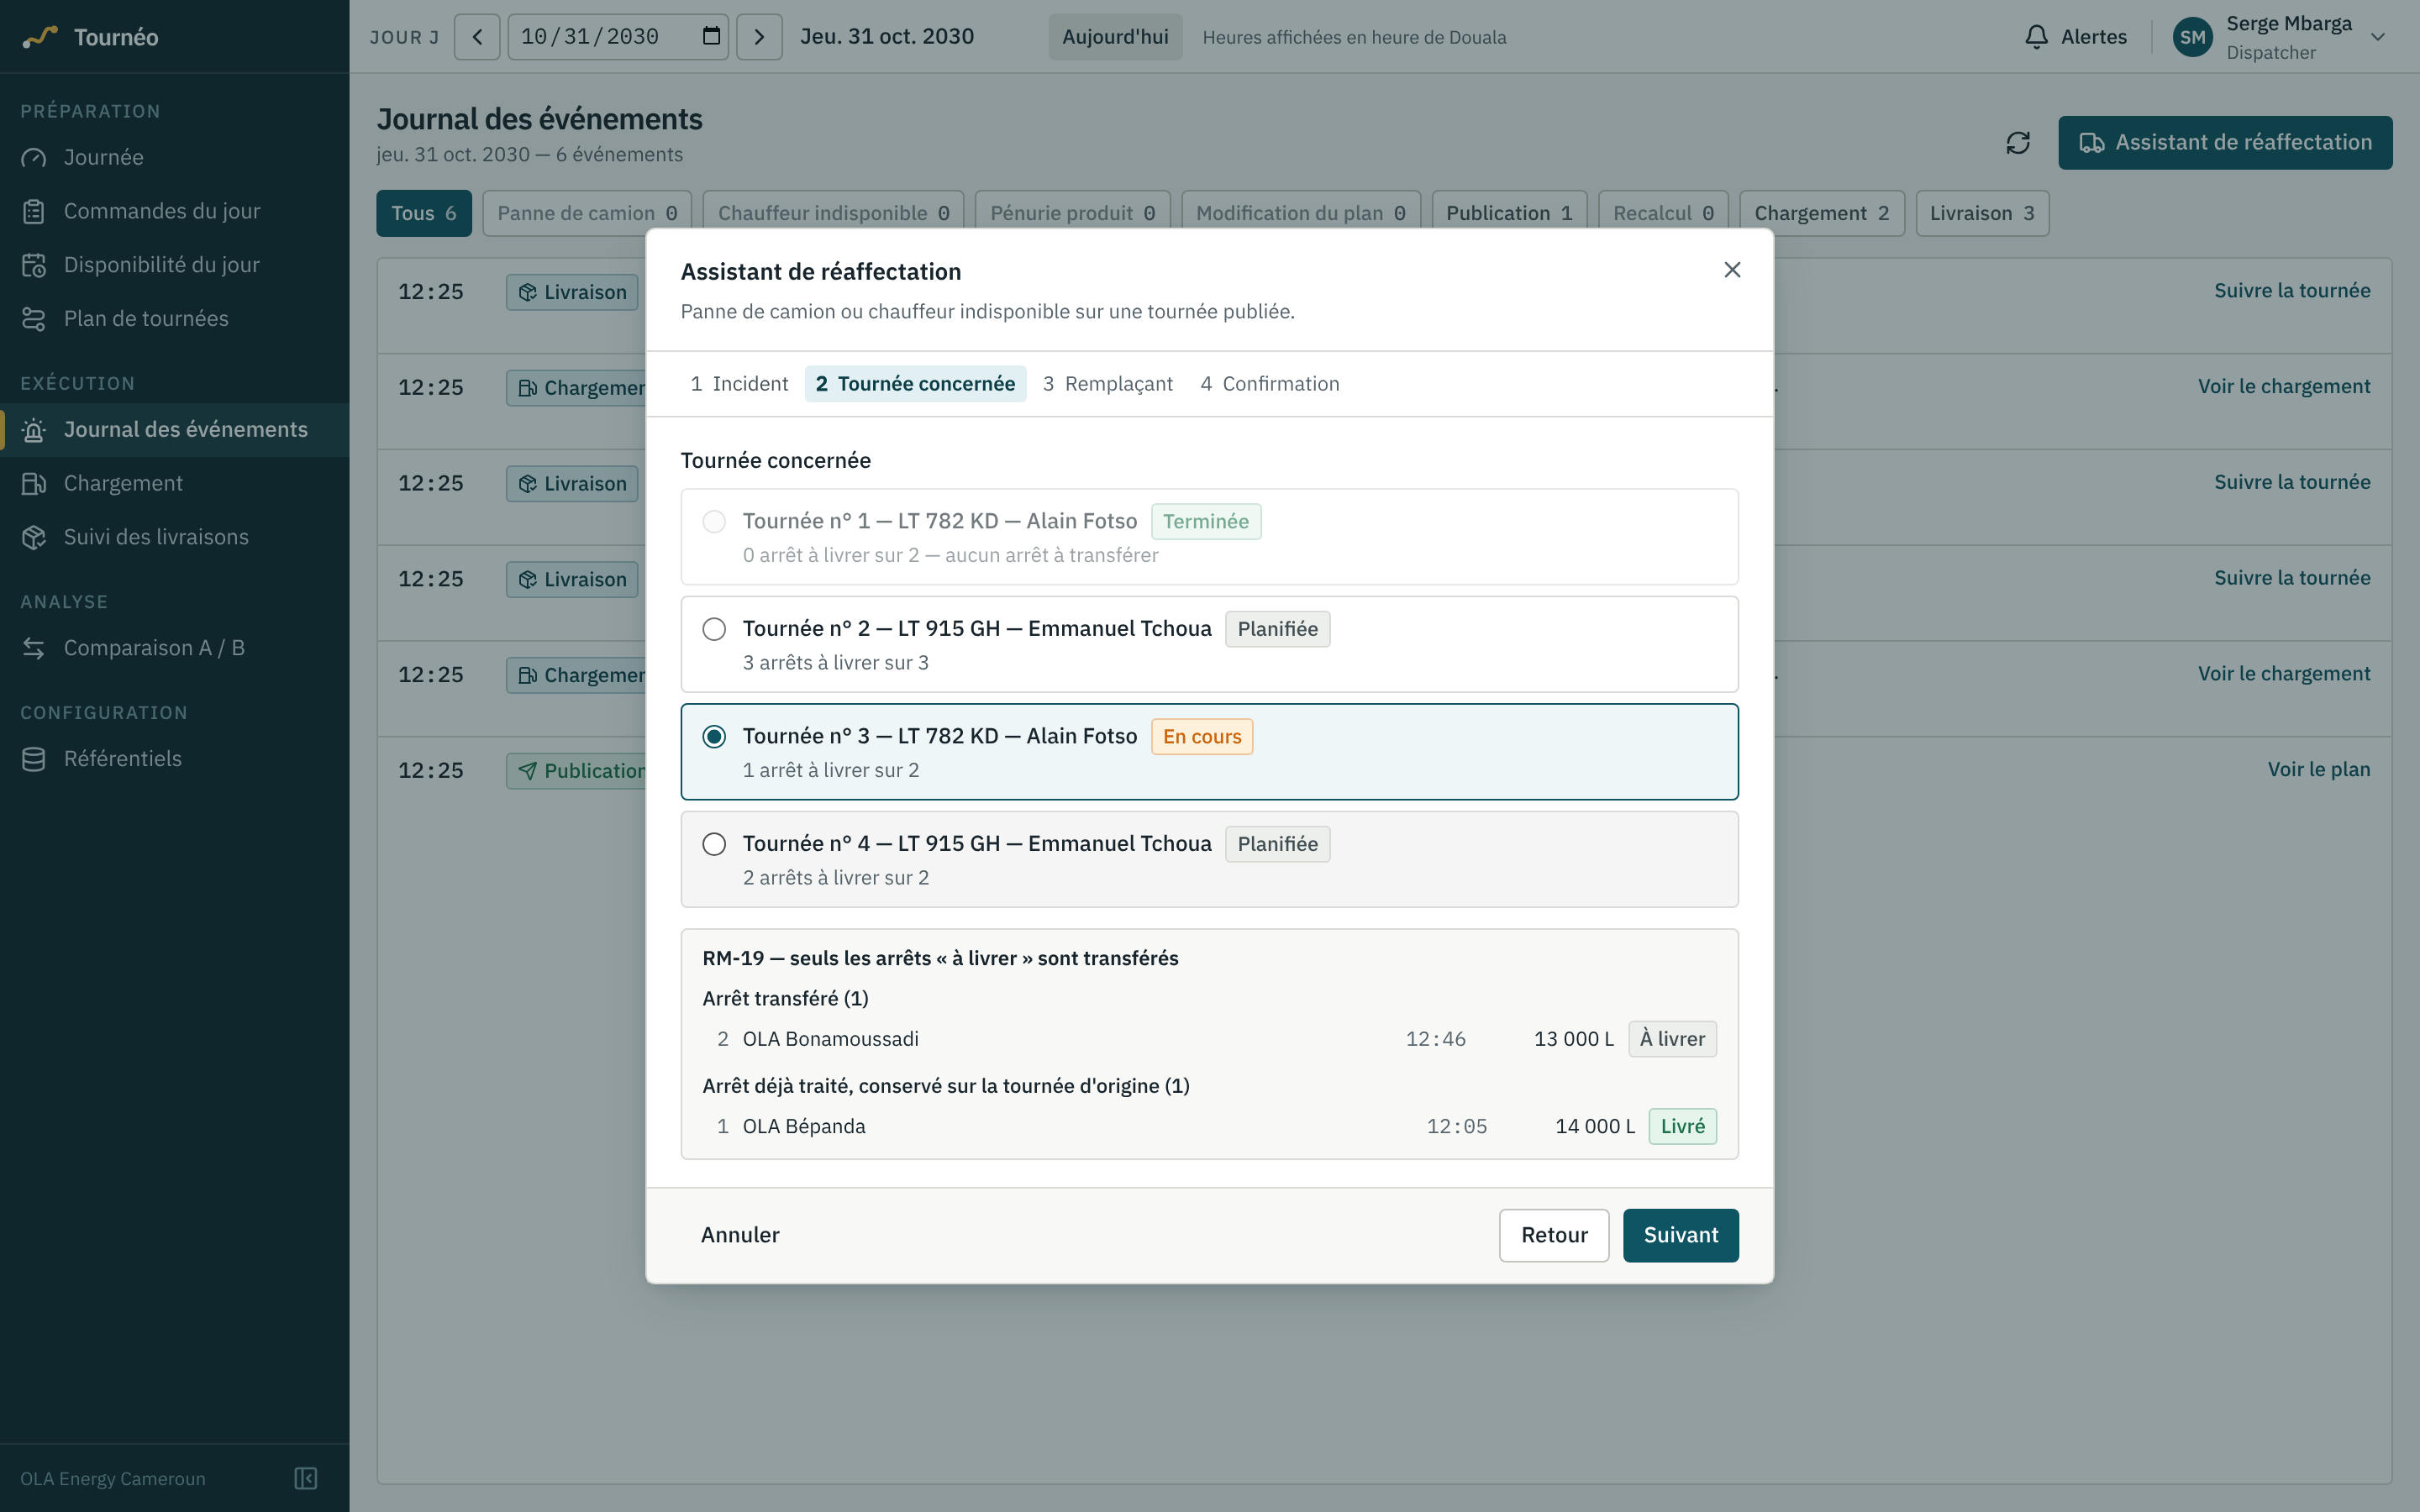 Tournéo
JOUR J
10/31/2030
Jeu. 31 oct. 2030
Aujourd'hui
Heures affichées en heure de Douala
Alertes
SM
Serge Mbarga
Dispatcher
PRÉPARATION
Journée
Commandes du jour
Disponibilité du jour
Plan de tournées
EXÉCUTION
Journal des événements
Chargement
Suivi des livraisons
ANALYSE
Comparaison A / B
CONFIGURATION
Référentiels
OLA Energy Cameroun
Journal des événements
jeu. 31 oct. 2030 — 6 événements
Assistant de réaffectation
Tous 6
Panne de camion 0
Chauffeur indisponible 0
Pénurie produit 0
Modification du plan 0
Publication 1
Recalcul 0
Chargement 2
Livraison 3
12:25 Livraison Suivre la tournée
12:25 Chargemen Voir le chargement
12:25 Livraison Suivre la tournée
12:25 Livraison Suivre la tournée
12:25 Chargemen Voir le chargement
12:25 Publication Voir le plan
Assistant de réaffectation
Panne de camion ou chauffeur indisponible sur une tournée publiée.
1 Incident
2 Tournée concernée
3 Remplaçant
4 Confirmation
Tournée concernée
Tournée n° 1 — LT 782 KD — Alain Fotso Terminée
0 arrêt à livrer sur 2 — aucun arrêt à transférer
Tournée n° 2 — LT 915 GH — Emmanuel Tchoua Planifiée
3 arrêts à livrer sur 3
Tournée n° 3 — LT 782 KD — Alain Fotso En cours
1 arrêt à livrer sur 2
Tournée n° 4 — LT 915 GH — Emmanuel Tchoua Planifiée
2 arrêts à livrer sur 2
RM-19 — seuls les arrêts « à livrer » sont transférés
Arrêt transféré (1)
2 OLA Bonamoussadi 12:46 13 000 L À livrer
Arrêt déjà traité, conservé sur la tournée d'origine (1)
1 OLA Bépanda 12:05 14 000 L Livré
Annuler
Retour
Suivant